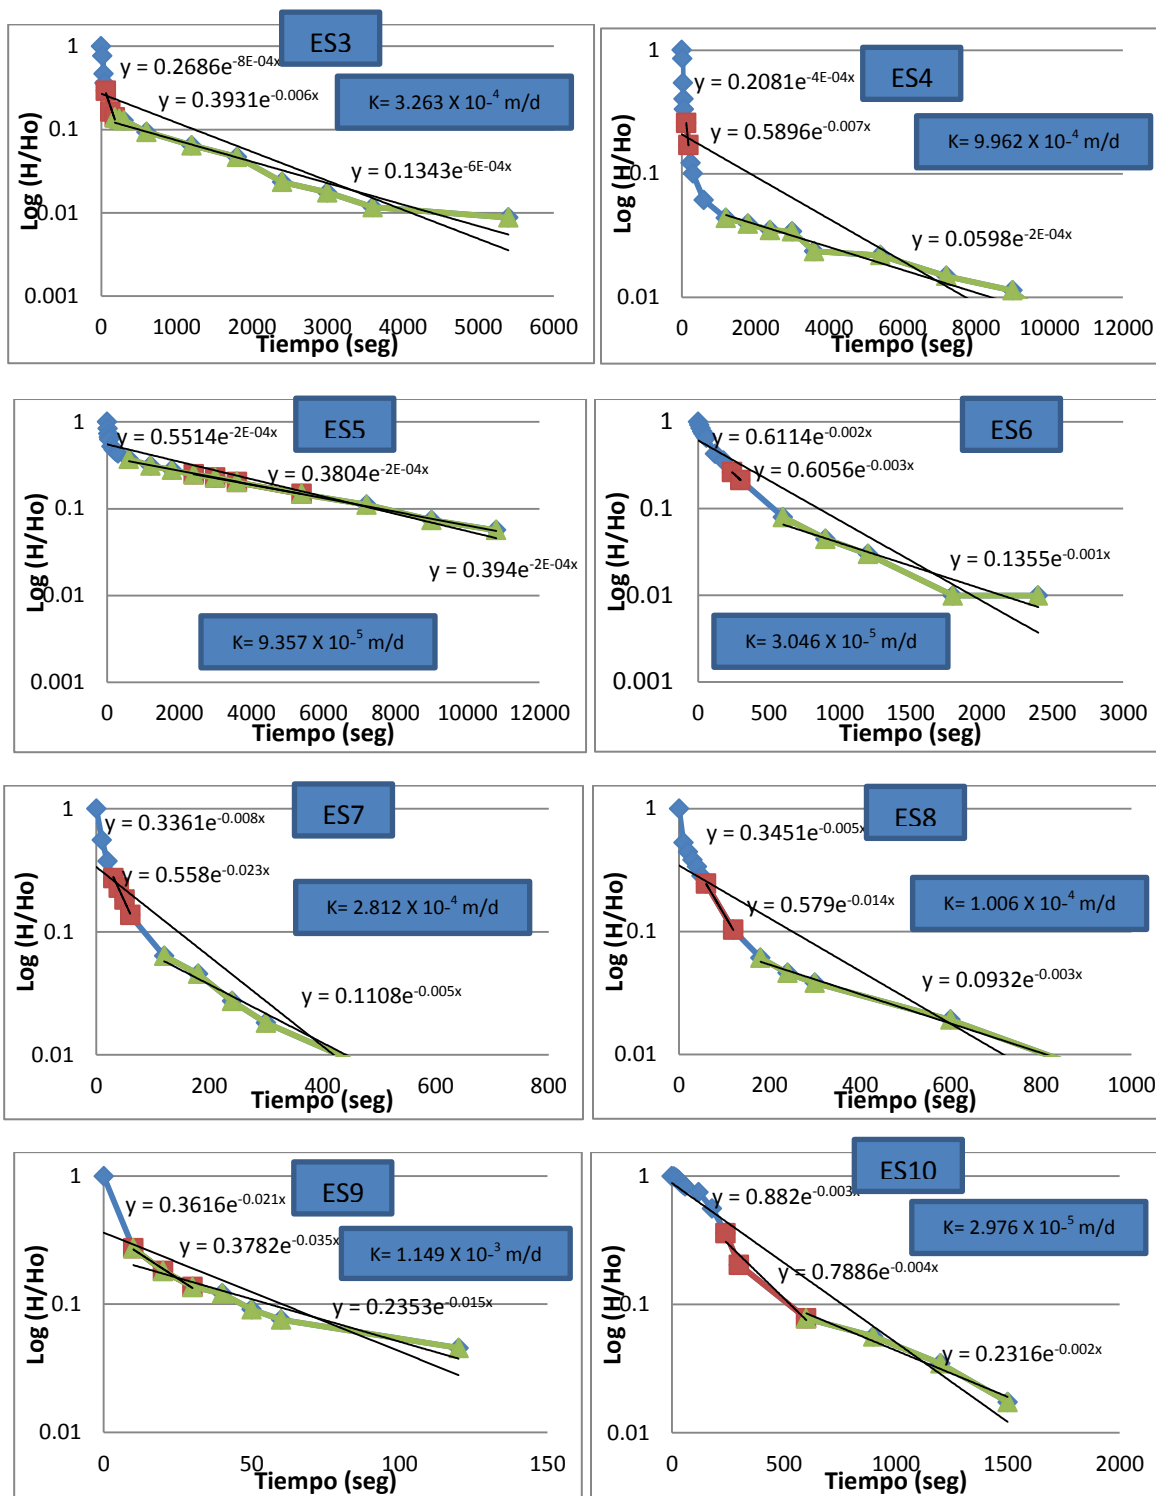 ES3
1
0.1
0.01
0.001
y = 0.2686e^-8E-04x
y = 0.3931e^-0.006x
K= 3.263 X 10-⁴ m/d
y = 0.1343e^-6E-04x
Log (H/Ho)
0 1000 2000 3000 4000 5000 6000
Tiempo (seg)
ES4
1
0.1
0.01
y = 0.2081e^-4E-04x
y = 0.5896e^-0.007x
K= 9.962 X 10-⁴ m/d
y = 0.0598e^-2E-04x
Log (H/Ho)
0 2000 4000 6000 8000 10000 12000
Tiempo (seg)
ES5
1
0.1
0.01
0.001
y = 0.5514e^-2E-04x
y = 0.3804e^-2E-04x
y = 0.394e^-2E-04x
K= 9.357 X 10-⁵ m/d
Log (H/Ho)
0 2000 4000 6000 8000 10000 12000
Tiempo (seg)
ES6
1
0.1
0.01
0.001
y = 0.6114e^-0.002x
y = 0.6056e^-0.003x
y = 0.1355e^-0.001x
K= 3.046 X 10-⁵ m/d
Log (H/Ho)
0 500 1000 1500 2000 2500 3000
Tiempo (seg)
ES7
1
0.1
0.01
y = 0.3361e^-0.008x
y = 0.558e^-0.023x
K= 2.812 X 10-⁴ m/d
y = 0.1108e^-0.005x
Log (H/Ho)
0 200 400 600 800
Tiempo (seg)
ES8
1
0.1
0.01
y = 0.3451e^-0.005x
y = 0.579e^-0.014x
K= 1.006 X 10-⁴ m/d
y = 0.0932e^-0.003x
Log (H/Ho)
0 200 400 600 800 1000
Tiempo (seg)
ES9
1
0.1
0.01
y = 0.3616e^-0.021x
y = 0.3782e^-0.035x
K= 1.149 X 10-³ m/d
y = 0.2353e^-0.015x
Log (H/Ho)
0 50 100 150
Tiempo (seg)
ES10
1
0.1
0.01
y = 0.882e^-0.003x
K= 2.976 X 10-⁵ m/d
y = 0.7886e^-0.004x
y = 0.2316e^-0.002x
Log (H/Ho)
0 500 1000 1500 2000
Tiempo (seg)